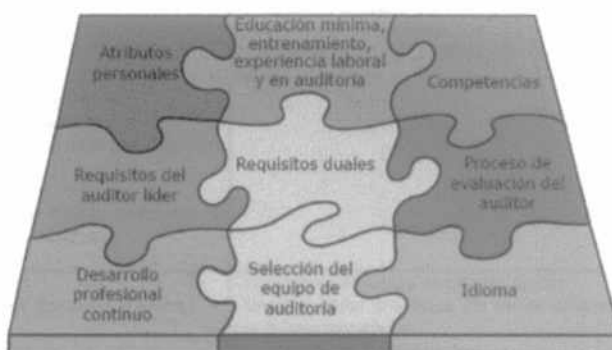 Atributos
personales
Educación mínima,
entrenamiento,
experiencia laboral
y en auditoría
Competencias
Requisitos del
auditor líder
Requisitos duales
Proceso de
evaluación del
auditor
Desarrollo
profesional
continuo
Selección del
equipo de
auditoría
Idioma